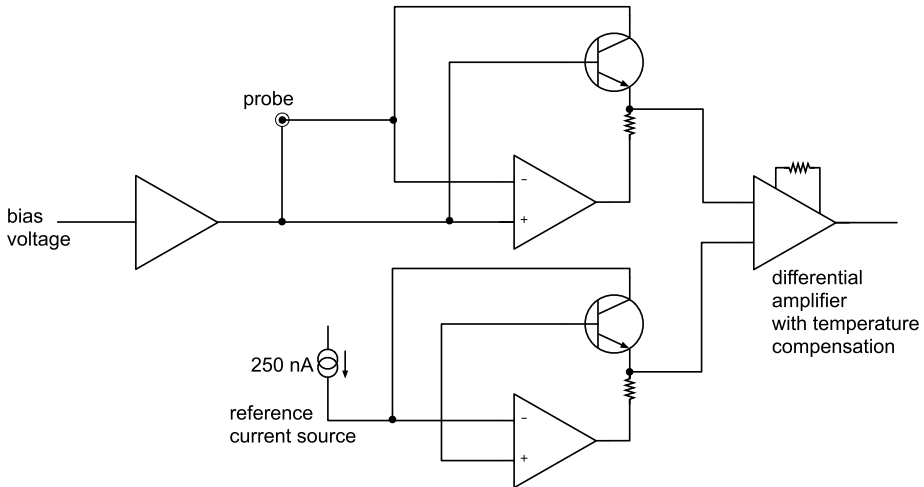 probe
bias
voltage
−
+
differential
amplifier
with temperature
compensation
250 nA
reference
current source
−
+